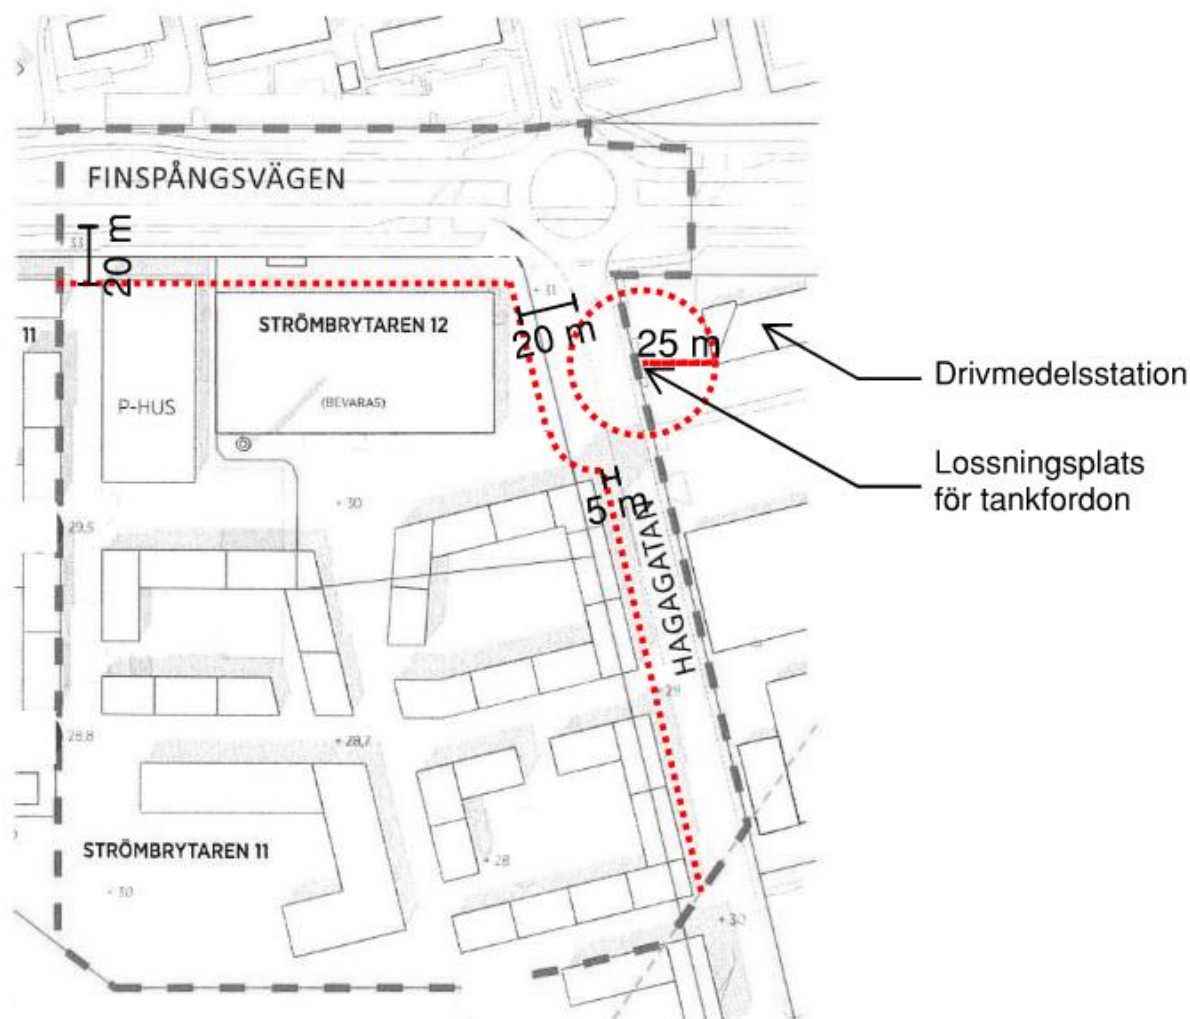 FINSPÅNGSVÄGEN
33
20 m
+ 31
11
STRÖMBRYTAREN 12
20 m
25 m
Drivmedelsstation
P-HUS
(BEVARAS)
Lossningsplats
för tankfordon
+ 30
5 m
29,5
HAGAGATAN
+ 29
28,8
+ 28,7
STRÖMBRYTAREN 11
+ 28
+ 30
+ 30